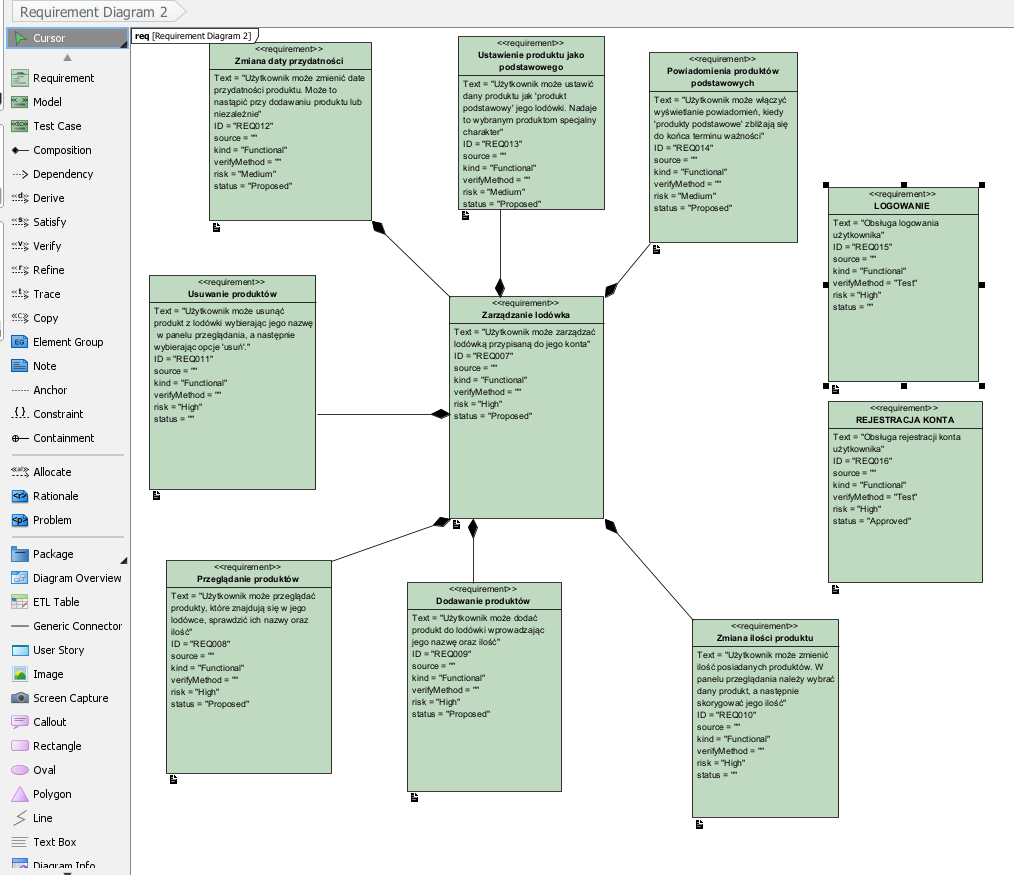 Requirement Diagram 2
Cursor
Requirement
Model
Test Case
Composition
Dependency
Derive
Satisfy
Verify
Refine
Trace
Copy
Element Group
Note
Anchor
Constraint
Containment
Allocate
Rationale
Problem
Package
Diagram Overview
ETL Table
Generic Connector
User Story
Image
Screen Capture
Callout
Rectangle
Oval
Polygon
Line
Text Box
Diagram Info
req [Requirement Diagram 2]
<<requirement>>
Zmiana daty przydatności
Text = "Użytkownik może zmienić date
przydatności produktu. Może to
nastąpić przy dodawaniu produktu lub
niezależnie"
ID = "REQ012"
source = ""
kind = "Functional"
verifyMethod = ""
risk = "Medium"
status = "Proposed"
<<requirement>>
Ustawienie produktu jako
podstawowego
Text = "Użytkownik może ustawić
dany produktu jak 'produkt
podstawowy' jego lodówki. Nadaje
to wybranym produktom specjalny
charakter"
ID = "REQ013"
source = ""
kind = "Functional"
verifyMethod = ""
risk = "Medium"
status = "Proposed"
<<requirement>>
Powiadomienia produktów
podstawowych
Text = "Użytkownik może włączyć
wyświetlanie powiadomień, kiedy
'produkty podstawowe' zbliżają się
do końca terminu ważności"
ID = "REQ014"
source = ""
kind = "Functional"
verifyMethod = ""
risk = "Medium"
status = "Proposed"
<<requirement>>
LOGOWANIE
Text = "Obsługa logowania
użytkownika"
ID = "REQ015"
source = ""
kind = "Functional"
verifyMethod = "Test"
risk = "High"
status = ""
<<requirement>>
Usuwanie produktów
Text = "Użytkownik może usunąć
produkt z lodówki wybierając jego nazwę
w panelu przeglądania, a następnie
wybierając opcje 'usuń'."
ID = "REQ011"
source = ""
kind = "Functional"
verifyMethod = ""
risk = "High"
status = ""
<<requirement>>
Zarządzanie lodówka
Text = "Użytkownik może zarządzać
lodówką przypisaną do jego konta"
ID = "REQ007"
source = ""
kind = "Functional"
verifyMethod = ""
risk = "High"
status = "Proposed"
<<requirement>>
REJESTRACJA KONTA
Text = "Obsługa rejestracji konta
użytkownika"
ID = "REQ016"
source = ""
kind = "Functional"
verifyMethod = "Test"
risk = "High"
status = "Approved"
<<requirement>>
Przeglądanie produktów
Text = "Użytkownik może przeglądać
produkty, które znajdują się w jego
lodówce, sprawdzić ich nazwy oraz
ilość"
ID = "REQ008"
source = ""
kind = "Functional"
verifyMethod = ""
risk = "High"
status = "Proposed"
<<requirement>>
Dodawanie produktów
Text = "Użytkownik może dodać
produkt do lodówki wprowadzając
jego nazwę oraz ilość"
ID = "REQ009"
source = ""
kind = "Functional"
verifyMethod = ""
risk = "High"
status = "Proposed"
<<requirement>>
Zmiana ilości produktu
Text = "Użytkownik może zmienić
ilość posiadanych produktów. W
panelu przeglądania należy wybrać
dany produkt, a następnie
skorygować jego ilość"
ID = "REQ010"
source = ""
kind = "Functional"
verifyMethod = ""
risk = "High"
status = ""